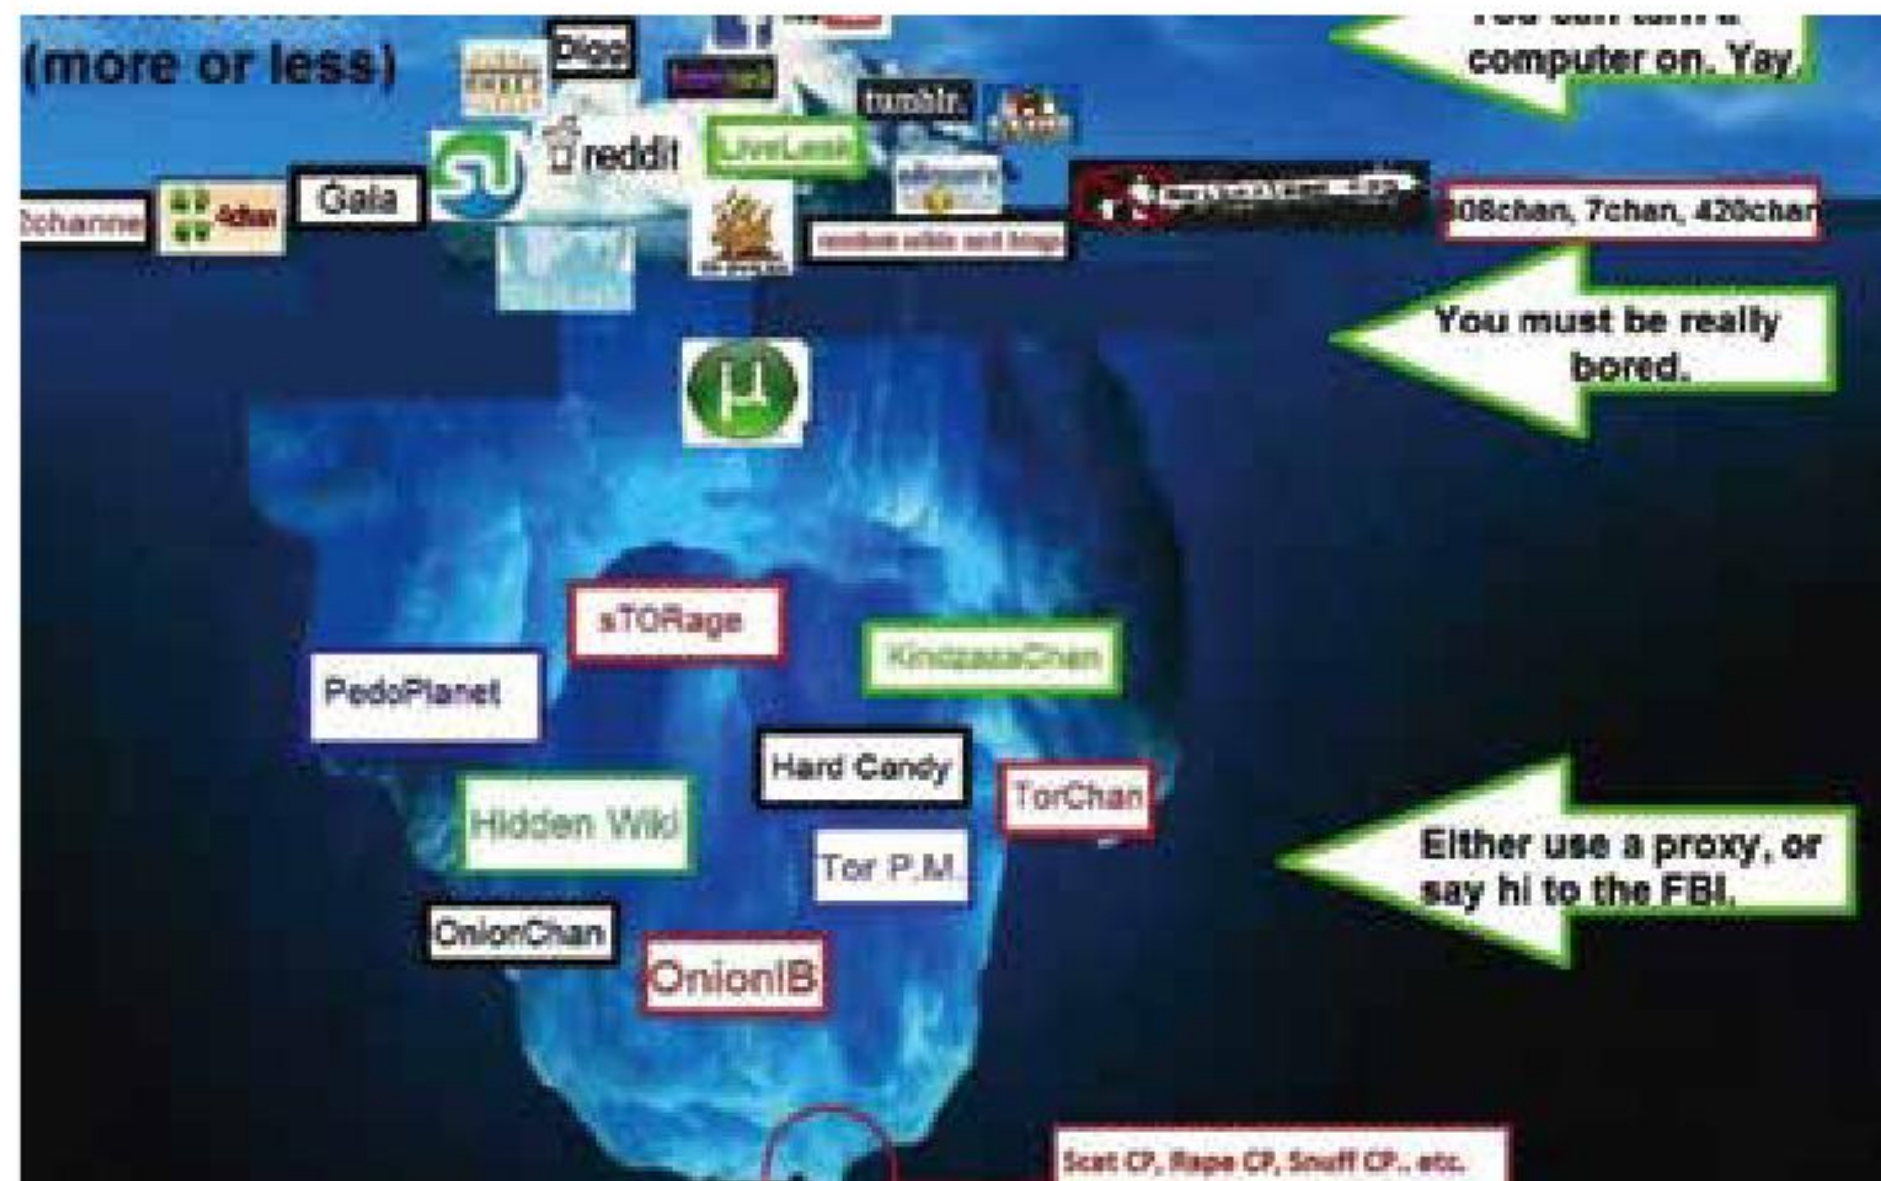 (more or less)
Digg
computer on. Yay.
tumblr.
reddit
LiveLeak
4chan
Gaia
7chan, 420chan
You must be really
bored.
µ
sTORage
KindzazaChan
PedoPlanet
Hard Candy
TorChan
Hidden Wiki
Tor P.M.
Either use a proxy, or
say hi to the FBI.
OnionChan
OnionIB
Scat CP, Rape CP, Snuff CP.. etc.